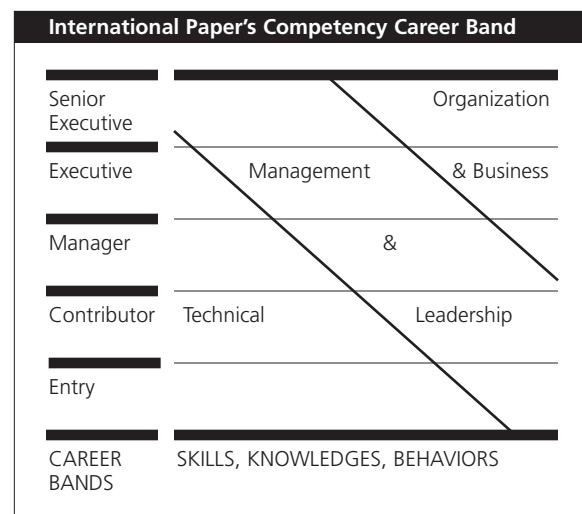 International Paper's Competency Career Band
Senior Organization
Executive
Executive Management & Business
Manager &
Contributor Technical Leadership
Entry
CAREER SKILLS, KNOWLEDGES, BEHAVIORS
BANDS